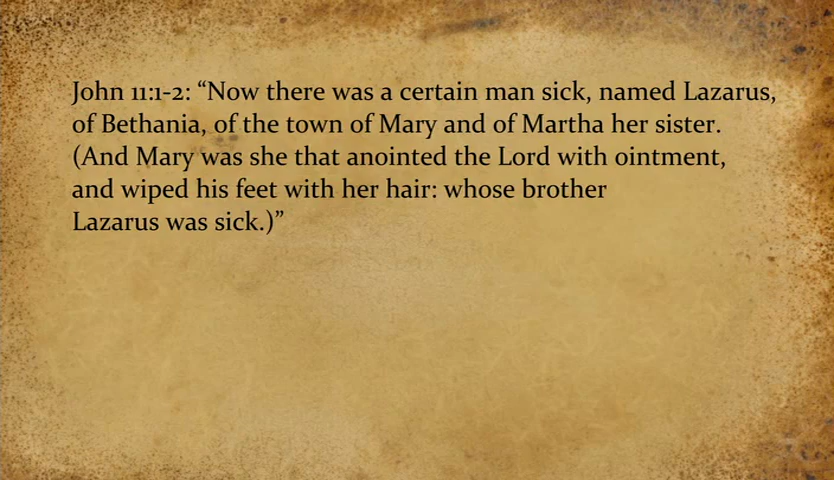 John 11:1-2: “Now there was a certain man sick, named Lazarus,
of Bethania, of the town of Mary and of Martha her sister.
(And Mary was she that anointed the Lord with ointment,
and wiped his feet with her hair: whose brother
Lazarus was sick.)”